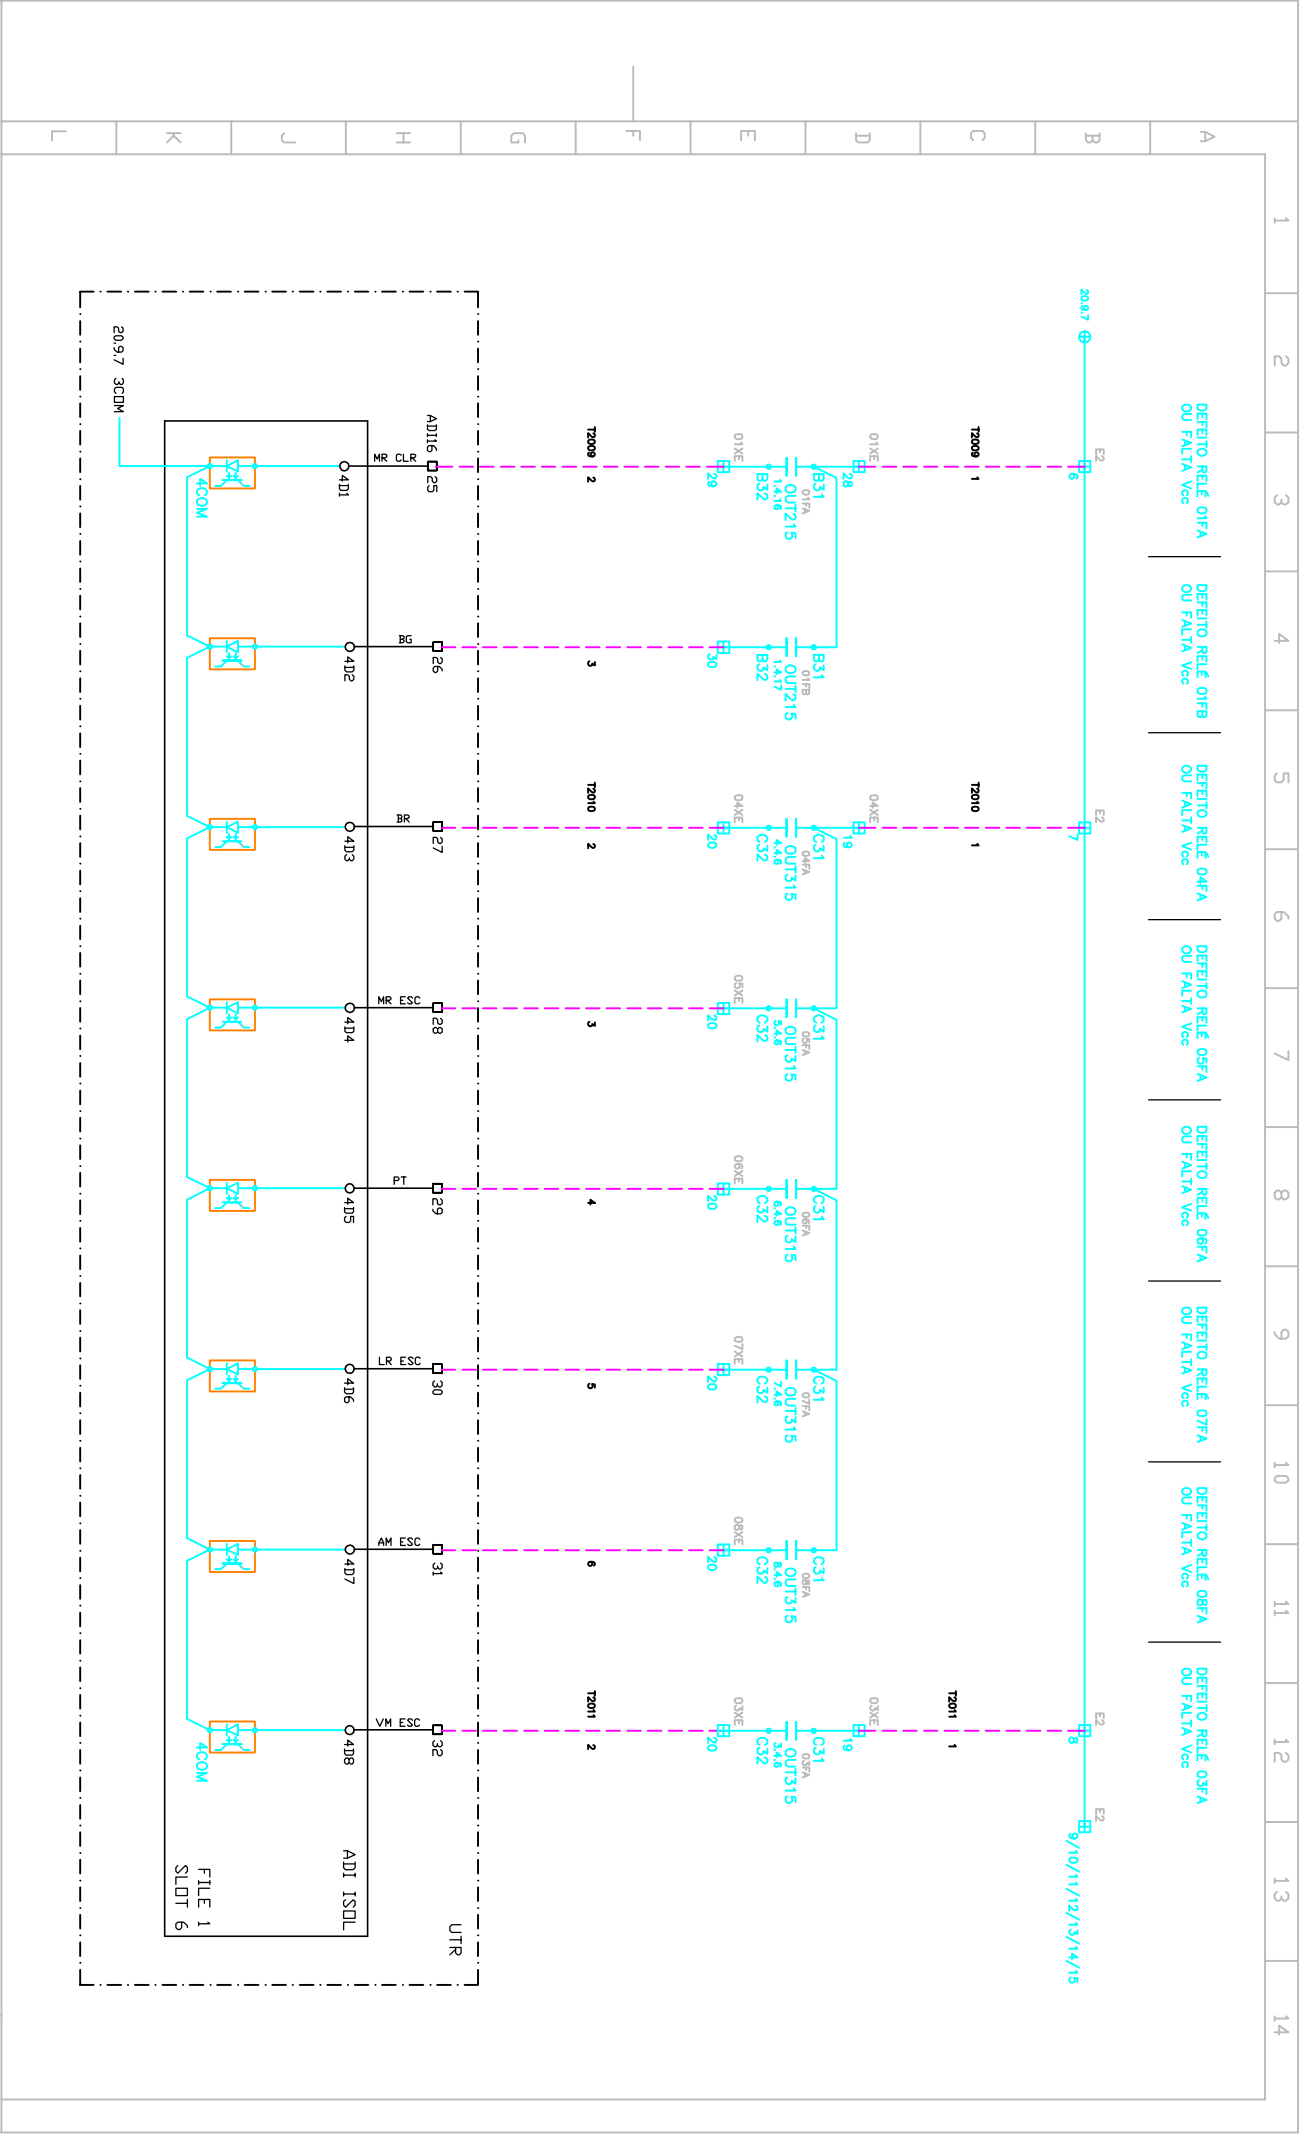 1
2
3
4
5
6
7
8
9
10
11
12
13
14
A
B
C
D
E
F
G
H
J
K
L
DEFEITO RELÉ 01FA
OU FALTA Vcc
DEFEITO RELÉ 01FB
OU FALTA Vcc
DEFEITO RELÉ 04FA
OU FALTA Vcc
DEFEITO RELÉ 05FA
OU FALTA Vcc
DEFEITO RELÉ 06FA
OU FALTA Vcc
DEFEITO RELÉ 07FA
OU FALTA Vcc
DEFEITO RELÉ 08FA
OU FALTA Vcc
DEFEITO RELÉ 03FA
OU FALTA Vcc
20.9.7
E2
6
E2
7
E2
8
E2
9/10/11/12/13/14/15
T2009
1
T2010
1
T2011
1
01XE
28
04XE
19
03XE
19
B31
01FA
OUT215
1.4.16
B32
B31
01FB
OUT215
1.4.17
B32
C31
04FA
OUT315
4.4.6
C32
C31
05FA
OUT315
5.4.6
C32
C31
06FA
OUT315
6.4.6
C32
C31
07FA
OUT315
7.4.6
C32
C31
08FA
OUT315
8.4.6
C32
C31
03FA
OUT315
3.4.6
C32
01XE
29
30
04XE
20
05XE
20
06XE
20
07XE
20
08XE
20
03XE
20
T2009
2
3
T2010
2
3
4
5
6
T2011
2
UTR
ADI16
25
26
27
28
29
30
31
32
MR CLR
BG
BR
MR ESC
PT
LR ESC
AM ESC
VM ESC
4D1
4D2
4D3
4D4
4D5
4D6
4D7
4D8
ADI ISOL
4COM
4COM
FILE 1
SLOT 6
20.9.7 3COM